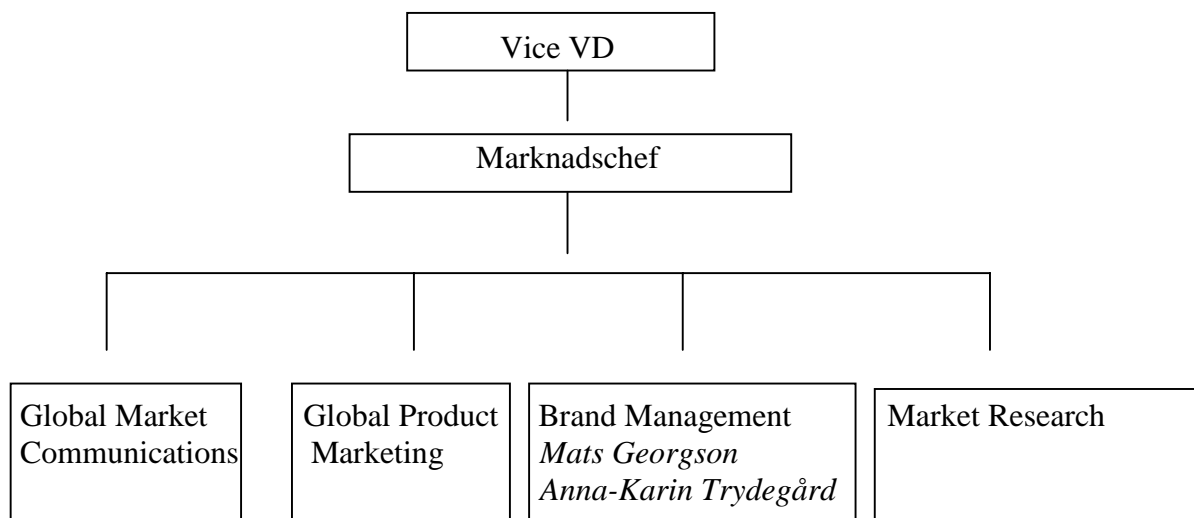 Vice VD
Marknadschef
Global Market
Communications
Global Product
Marketing
Brand Management
Mats Georgson
Anna-Karin Trydegård
Market Research